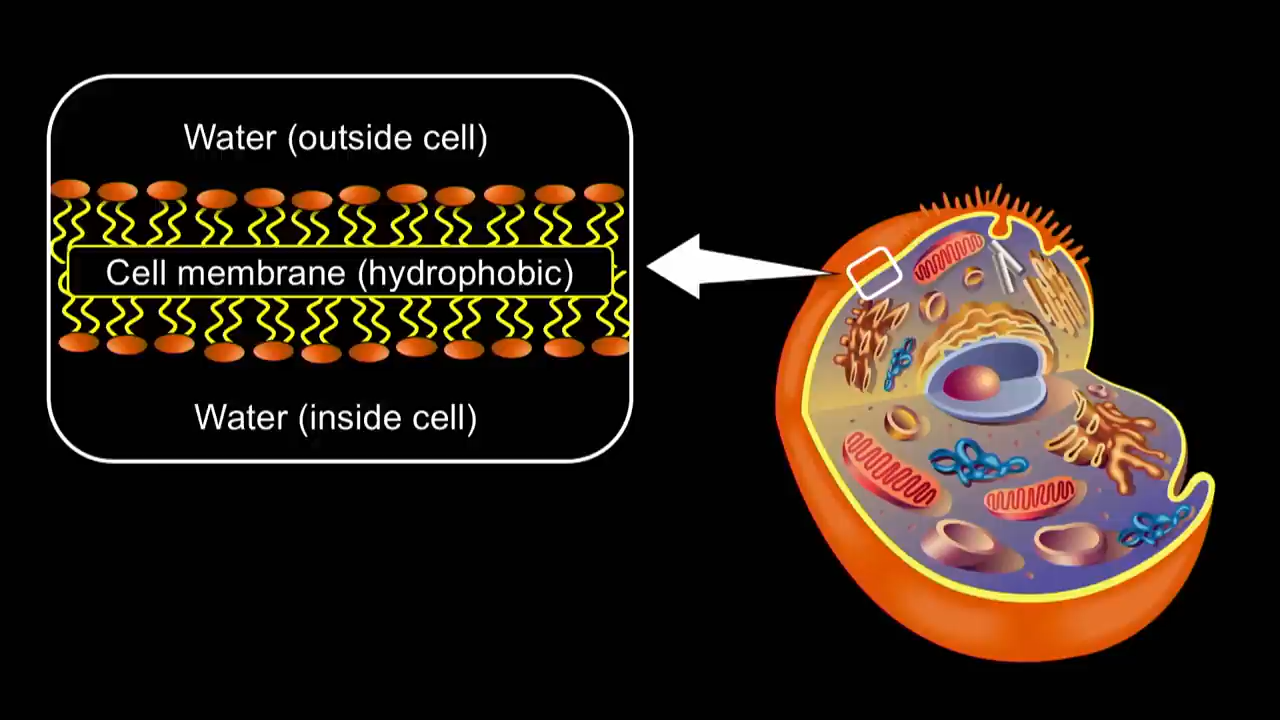 Water (outside cell)
Cell membrane (hydrophobic)
Water (inside cell)